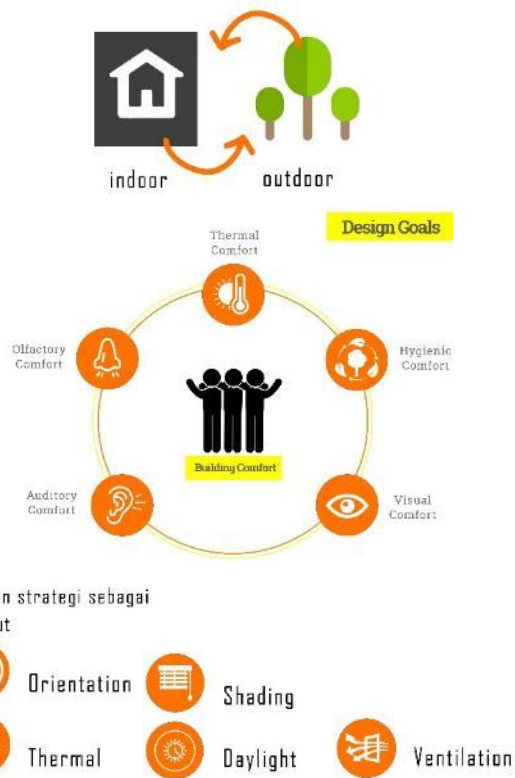 indoor
outdoor
Design Goals
Thermal
Comfort
Olfactory
Comfort
Hygienic
Comfort
Building Comfort
Auditory
Comfort
Visual
Comfort
n strategi sebagai
ut
Orientation
Shading
Thermal
Daylight
Ventilation